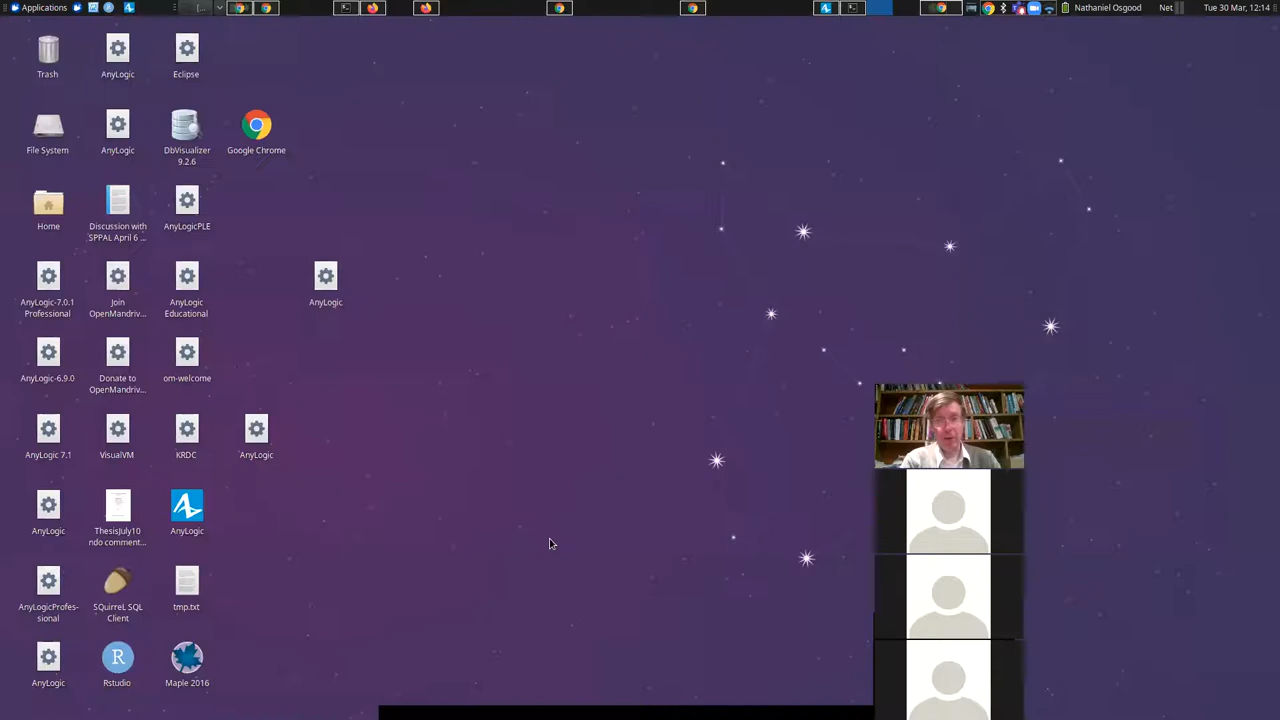 Applications
[...
Nathaniel Osgood
Net
Tue 30 Mar, 12:14
Trash
AnyLogic
Eclipse
File System
AnyLogic
DbVisualizer
9.2.6
Google Chrome
Home
Discussion with
SPPAL April 6 ...
AnyLogicPLE
AnyLogic-7.0.1
Professional
Join
OpenMandriv...
AnyLogic
Educational
AnyLogic
AnyLogic-6.9.0
Donate to
OpenMandriv...
om-welcome
AnyLogic 7.1
VisualVM
KRDC
AnyLogic
AnyLogic
ThesisJuly10
ndo comment...
AnyLogic
AnyLogicProfes-
sional
SQuirreL SQL
Client
tmp.txt
AnyLogic
Rstudio
Maple 2016